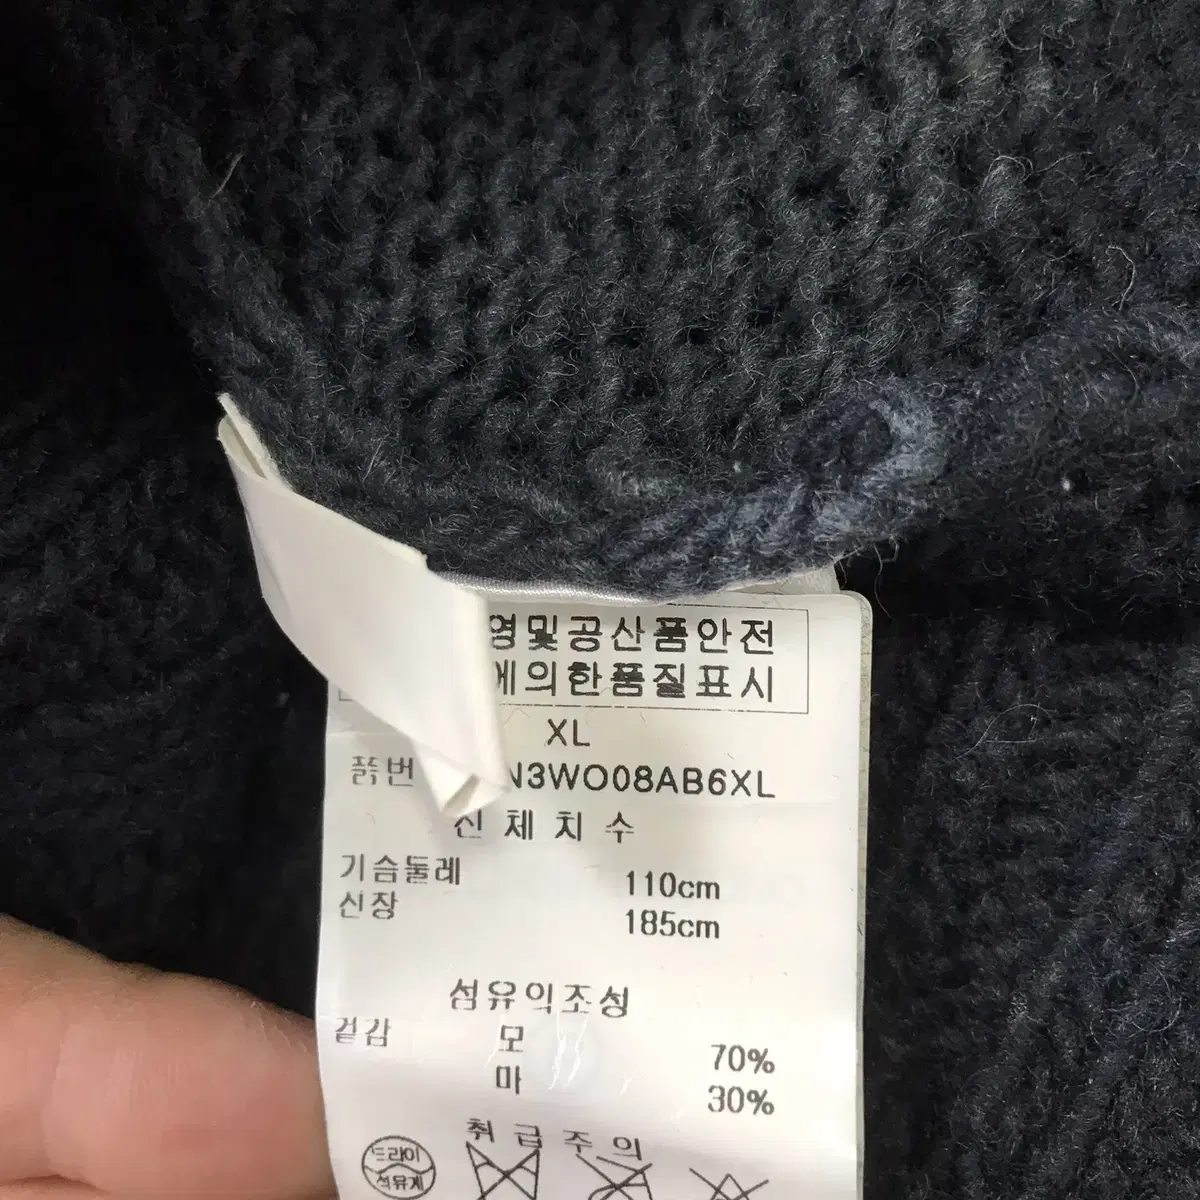 영및공산품안전
에의한품질표시
XL
품번 N3WO08AB6XL
신체치수
가슴둘레 110cm
신장 185cm
섬유의조성
겉감 모 70%
마 30%
취급주의
드라이
석유계